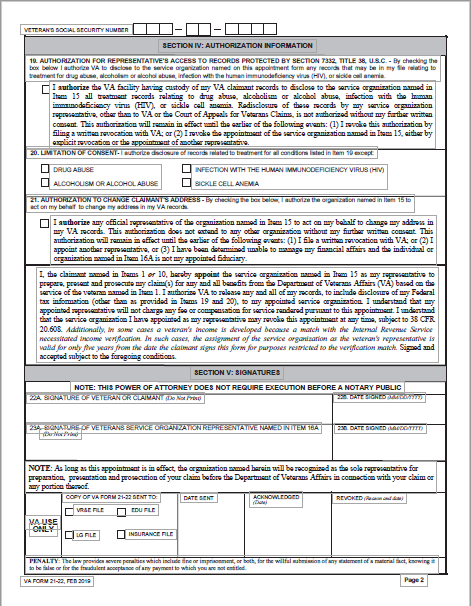 VETERAN'S SOCIAL SECURITY NUMBER
SECTION IV: AUTHORIZATION INFORMATION
19. AUTHORIZATION FOR REPRESENTATIVE'S ACCESS TO RECORDS PROTECTED BY SECTION 7332, TITLE 38, U.S.C. - By checking the
box below I authorize VA to disclose to the service organization named on this appointment form any records that may be in my file relating to
treatment for drug abuse, alcoholism or alcohol abuse, infection with the human immunodeficiency virus (HIV), or sickle cell anemia.
I authorize the VA facility having custody of my VA claimant records to disclose to the service organization named in
Item 15 all treatment records relating to drug abuse, alcoholism or alcohol abuse, infection with the human
immunodeficiency virus (HIV), or sickle cell anemia. Redisclosure of these records by my service organization
representative, other than to VA or the Court of Appeals for Veterans Claims, is not authorized without my further written
consent. This authorization will remain in effect until the earlier of the following events: (1) I revoke this authorization by
filing a written revocation with VA; or (2) I revoke the appointment of the service organization named in Item 15, either by
explicit revocation or the appointment of another representative.
20. LIMITATION OF CONSENT- I authorize disclosure of records related to treatment for all conditions listed in Item 19 except:
DRUG ABUSE
INFECTION WITH THE HUMAN IMMUNODEFICIENCY VIRUS (HIV)
ALCOHOLISM OR ALCOHOL ABUSE
SICKLE CELL ANEMIA
21. AUTHORIZATION TO CHANGE CLAIMANT'S ADDRESS - By checking the box below, I authorize the organization named in Item 15 to
act on my behalf to change my address in my VA records.
I authorize any official representative of the organization named in Item 15 to act on my behalf to change my address in
my VA records. This authorization does not extend to any other organization without my further written consent. This
authorization will remain in effect until the earlier of the following events: (1) I file a written revocation with VA; or (2) I
appoint another representative, or (3) I have been determined unable to manage my financial affairs and the individual or
organization named in Item 16A is not my appointed fiduciary.
I, the claimant named in Items 1 or 10, hereby appoint the service organization named in Item 15 as my representative to
prepare, present and prosecute my claim(s) for any and all benefits from the Department of Veterans Affairs (VA) based on the
service of the veteran named in Item 1. I authorize VA to release any and all of my records, to include disclosure of my Federal
tax information (other than as provided in Items 19 and 20), to my appointed service organization. I understand that my
appointed representative will not charge any fee or compensation for service rendered pursuant to this appointment. I understand
that the service organization I have appointed as my representative may revoke this appointment at any time, subject to 38 CFR
20.608. Additionally, in some cases a veteran's income is developed because a match with the Internal Revenue Service
necessitated income verification. In such cases, the assignment of the service organization as the veteran's representative is
valid for only five years from the date the claimant signs this form for purposes restricted to the verification match. Signed and
accepted subject to the foregoing conditions.
SECTION V: SIGNATURES
NOTE: THIS POWER OF ATTORNEY DOES NOT REQUIRE EXECUTION BEFORE A NOTARY PUBLIC
22A. SIGNATURE OF VETERAN OR CLAIMANT (Do Not Print)
22B. DATE SIGNED (MM/DD/YYYY)
23A. SIGNATURE OF VETERANS SERVICE ORGANIZATION REPRESENTATIVE NAMED IN ITEM 16A
(Do Not Print)
23B. DATE SIGNED (MM/DD/YYYY)
NOTE: As long as this appointment is in effect, the organization named herein will be recognized as the sole representative for
preparation, presentation and prosecution of your claim before the Department of Veterans Affairs in connection with your claim or
any portion thereof.
VA USE
ONLY
COPY OF VA FORM 21-22 SENT TO:
VR&E FILE
EDU FILE
LG FILE
INSURANCE FILE
DATE SENT
ACKNOWLEDGED
(Date)
REVOKED (Reason and date)
PENALTY: The law provides severe penalties which include fine or imprisonment, or both, for the willful submission of any statement of a material fact, knowing it
to be false or for the fraudulent acceptance of any payment to which you are not entitled.
VA FORM 21-22, FEB 2019
Page 2